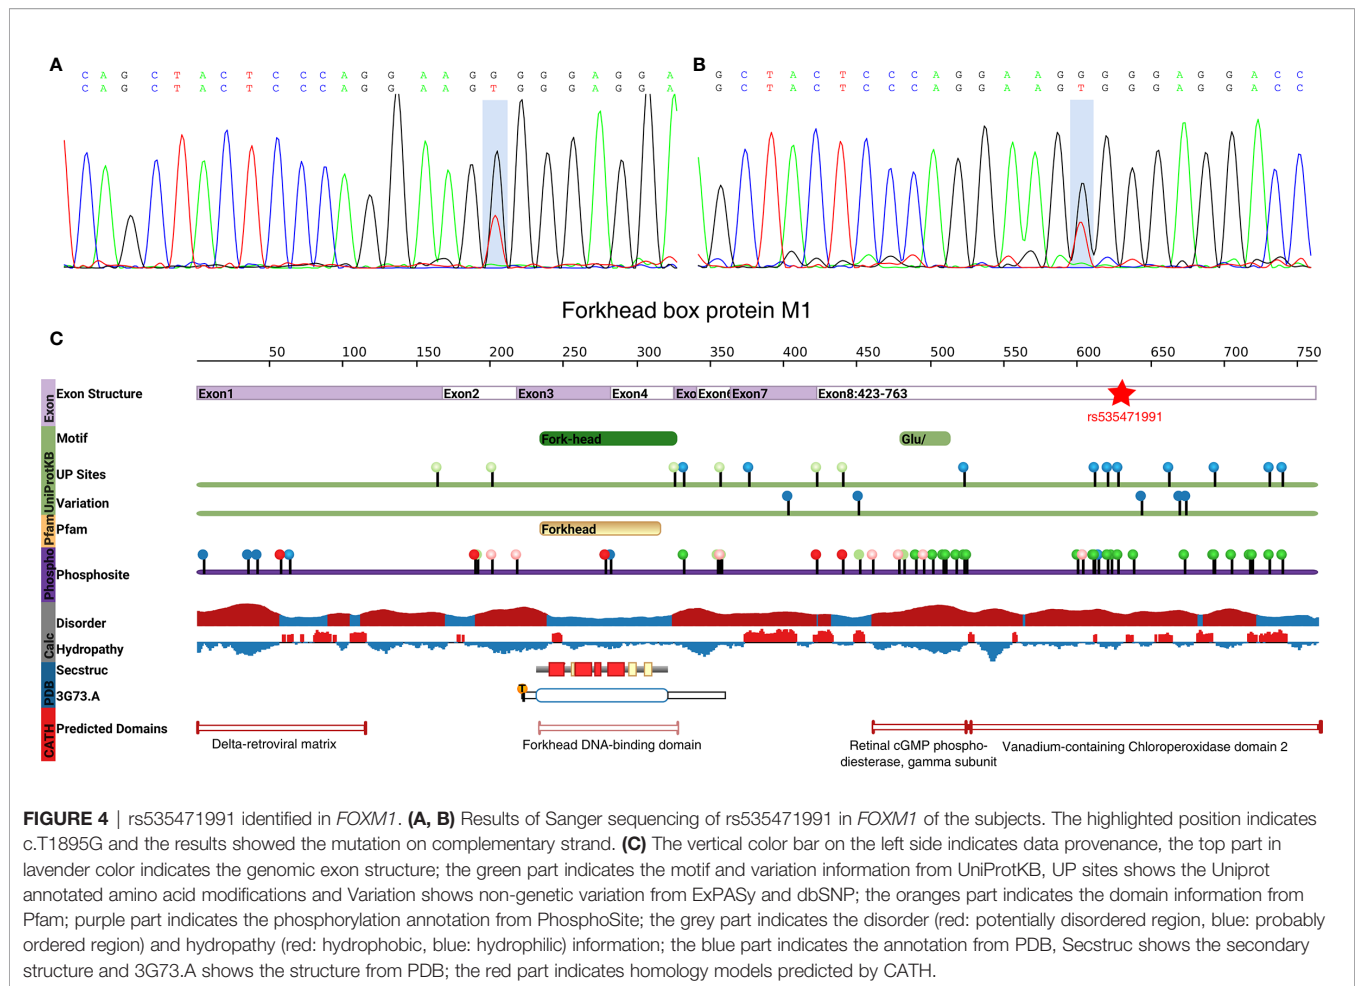 A
C A G C T A C T C C C A G G A A G G G G G A G G A
C A G C T A C T C C C A G G A A G T G G G A G G A
B
G C T A C T C C C A G G A A G G G G G A G G A C C
G C T A C T C C C A G G A A G T G G G A G G A C C
Forkhead box protein M1
C
50 100 150 200 250 300 350 400 450 500 550 600 650 700 750
Exon
Exon Structure
Exon1 Exon2 Exon3 Exon4 Exo Exon6 Exon7 Exon8:423-763
rs535471991
UniProtKB
Motif
Fork-head Glu/
UP Sites
Variation
Pfam
Pfam
Forkhead
Phospho
Phosphosite
Calc
Disorder
Hydropathy
PDB
Secstruc
3G73.A
T
CATH
Predicted Domains
Delta-retroviral matrix
Forkhead DNA-binding domain
Retinal cGMP phospho-
diesterase, gamma subunit
Vanadium-containing Chloroperoxidase domain 2
FIGURE 4 | rs535471991 identified in FOXM1. (A, B) Results of Sanger sequencing of rs535471991 in FOXM1 of the subjects. The highlighted position indicates
c.T1895G and the results showed the mutation on complementary strand. (C) The vertical color bar on the left side indicates data provenance, the top part in
lavender color indicates the genomic exon structure; the green part indicates the motif and variation information from UniProtKB, UP sites shows the Uniprot
annotated amino acid modifications and Variation shows non-genetic variation from ExPASy and dbSNP; the oranges part indicates the domain information from
Pfam; purple part indicates the phosphorylation annotation from PhosphoSite; the grey part indicates the disorder (red: potentially disordered region, blue: probably
ordered region) and hydropathy (red: hydrophobic, blue: hydrophilic) information; the blue part indicates the annotation from PDB, Secstruc shows the secondary
structure and 3G73.A shows the structure from PDB; the red part indicates homology models predicted by CATH.